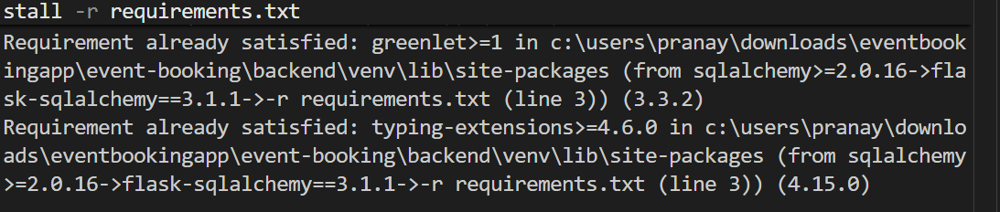 stall -r requirements.txt
Requirement already satisfied: greenlet>=1 in c:\users\pranay\downloads\eventbook
ingapp\event-booking\backend\venv\lib\site-packages (from sqlalchemy>=2.0.16->fla
sk-sqlalchemy==3.1.1->-r requirements.txt (line 3)) (3.3.2)
Requirement already satisfied: typing-extensions>=4.6.0 in c:\users\pranay\downlo
ads\eventbookingapp\event-booking\backend\venv\lib\site-packages (from sqlalchemy
>=2.0.16->flask-sqlalchemy==3.1.1->-r requirements.txt (line 3)) (4.15.0)